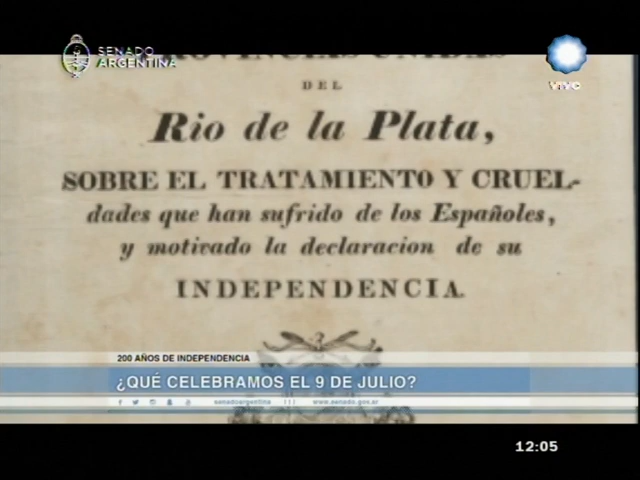 SENADO
ARGENTINA
PROVINCIAS UNIDAS
VIVO
DEL
Rio de la Plata,
SOBRE EL TRATAMIENTO Y CRUEL-
dades que han sufrido de los Españoles,
y motivado la declaracion de su
INDEPENDENCIA.
200 AÑOS DE INDEPENDENCIA
¿QUÉ CELEBRAMOS EL 9 DE JULIO?
senadoargentina | | | www.senado.gov.ar
12:05